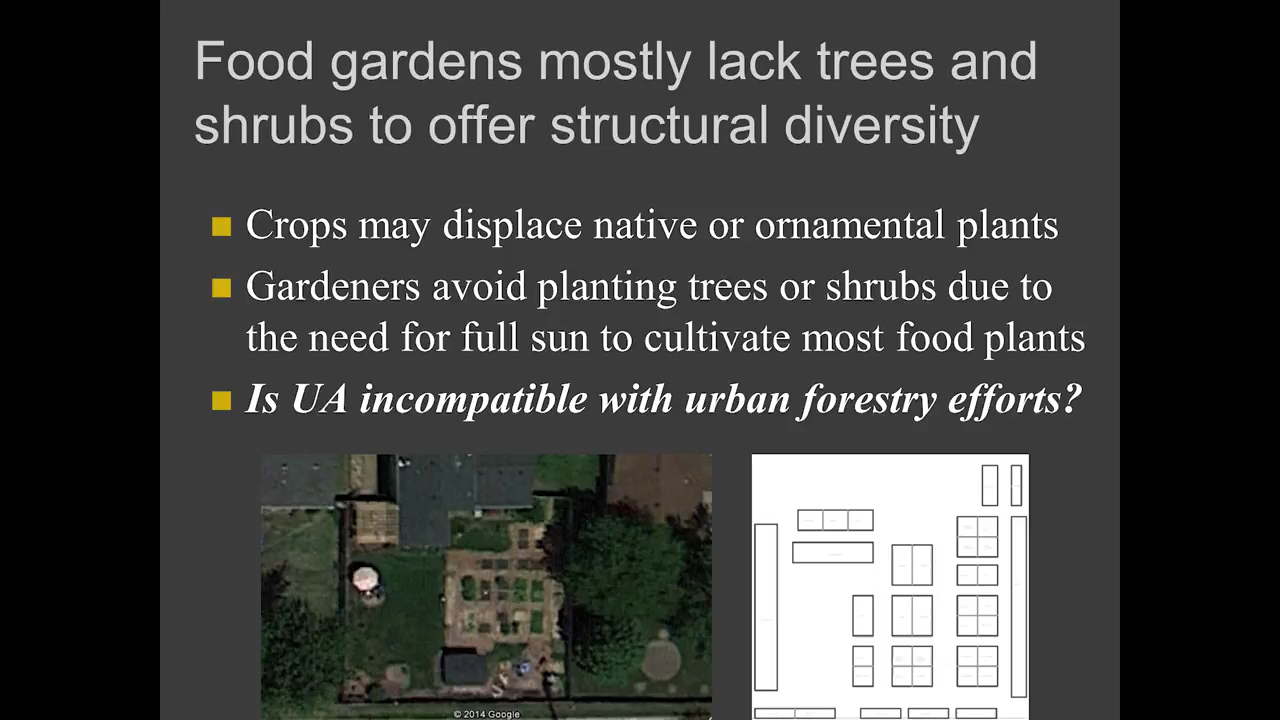 Food gardens mostly lack trees and
shrubs to offer structural diversity
Crops may displace native or ornamental plants
Gardeners avoid planting trees or shrubs due to
the need for full sun to cultivate most food plants
Is UA incompatible with urban forestry efforts?
© 2014 Google